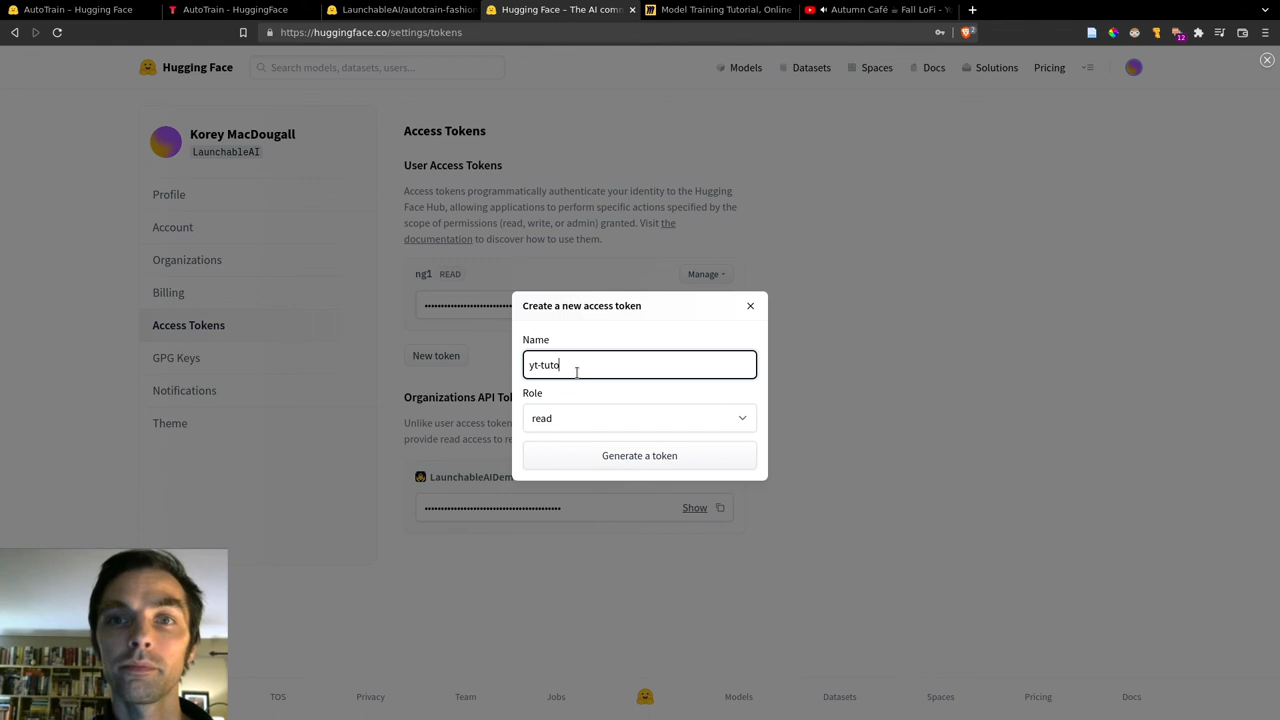 AutoTrain – Hugging Face
AutoTrain - HuggingFace
LaunchableAI/autotrain-fashion
Hugging Face – The AI comm
Model Training Tutorial, Online
Autumn Café
Fall LoFi - Yo
https://huggingface.co/settings/tokens
2
12
Hugging Face
Search models, datasets, users...
Models
Datasets
Spaces
Docs
Solutions
Pricing
Korey MacDougall
LaunchableAI
Profile
Account
Organizations
Billing
Access Tokens
GPG Keys
Notifications
Theme
Access Tokens
User Access Tokens
Access tokens programmatically authenticate your identity to the Hugging
Face Hub, allowing applications to perform specific actions specified by the
scope of permissions (read, write, or admin) granted. Visit the
documentation to discover how to use them.
ng1 READ
Manage
New token
Organizations API To
Unlike user access token
provide read access to re
LaunchableAIDem
Show
Create a new access token
Name
yt-tuto
Role
read
Generate a token
TOS
Privacy
Team
Jobs
Models
Datasets
Spaces
Pricing
Docs